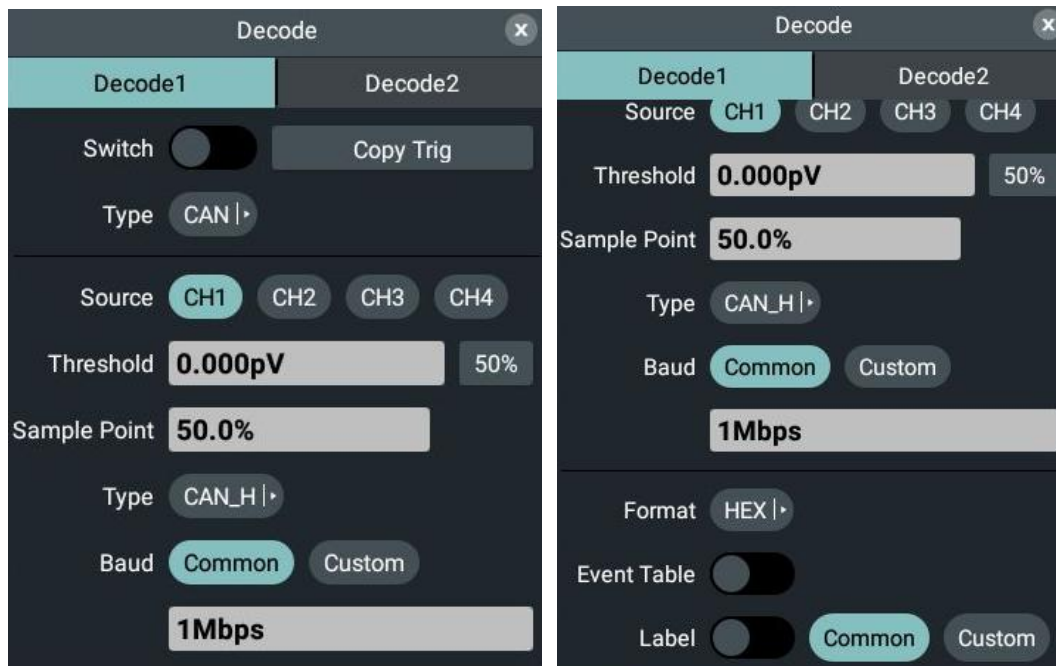 Decode x
Decode1 Decode2
Switch Copy Trig
Type CAN
Source CH1 CH2 CH3 CH4
Threshold 0.000pV 50%
Sample Point 50.0%
Type CAN_H
Baud Common Custom
1Mbps
Decode x
Decode1 Decode2
Source CH1 CH2 CH3 CH4
Threshold 0.000pV 50%
Sample Point 50.0%
Type CAN_H
Baud Common Custom
1Mbps
Format HEX
Event Table
Label Common Custom